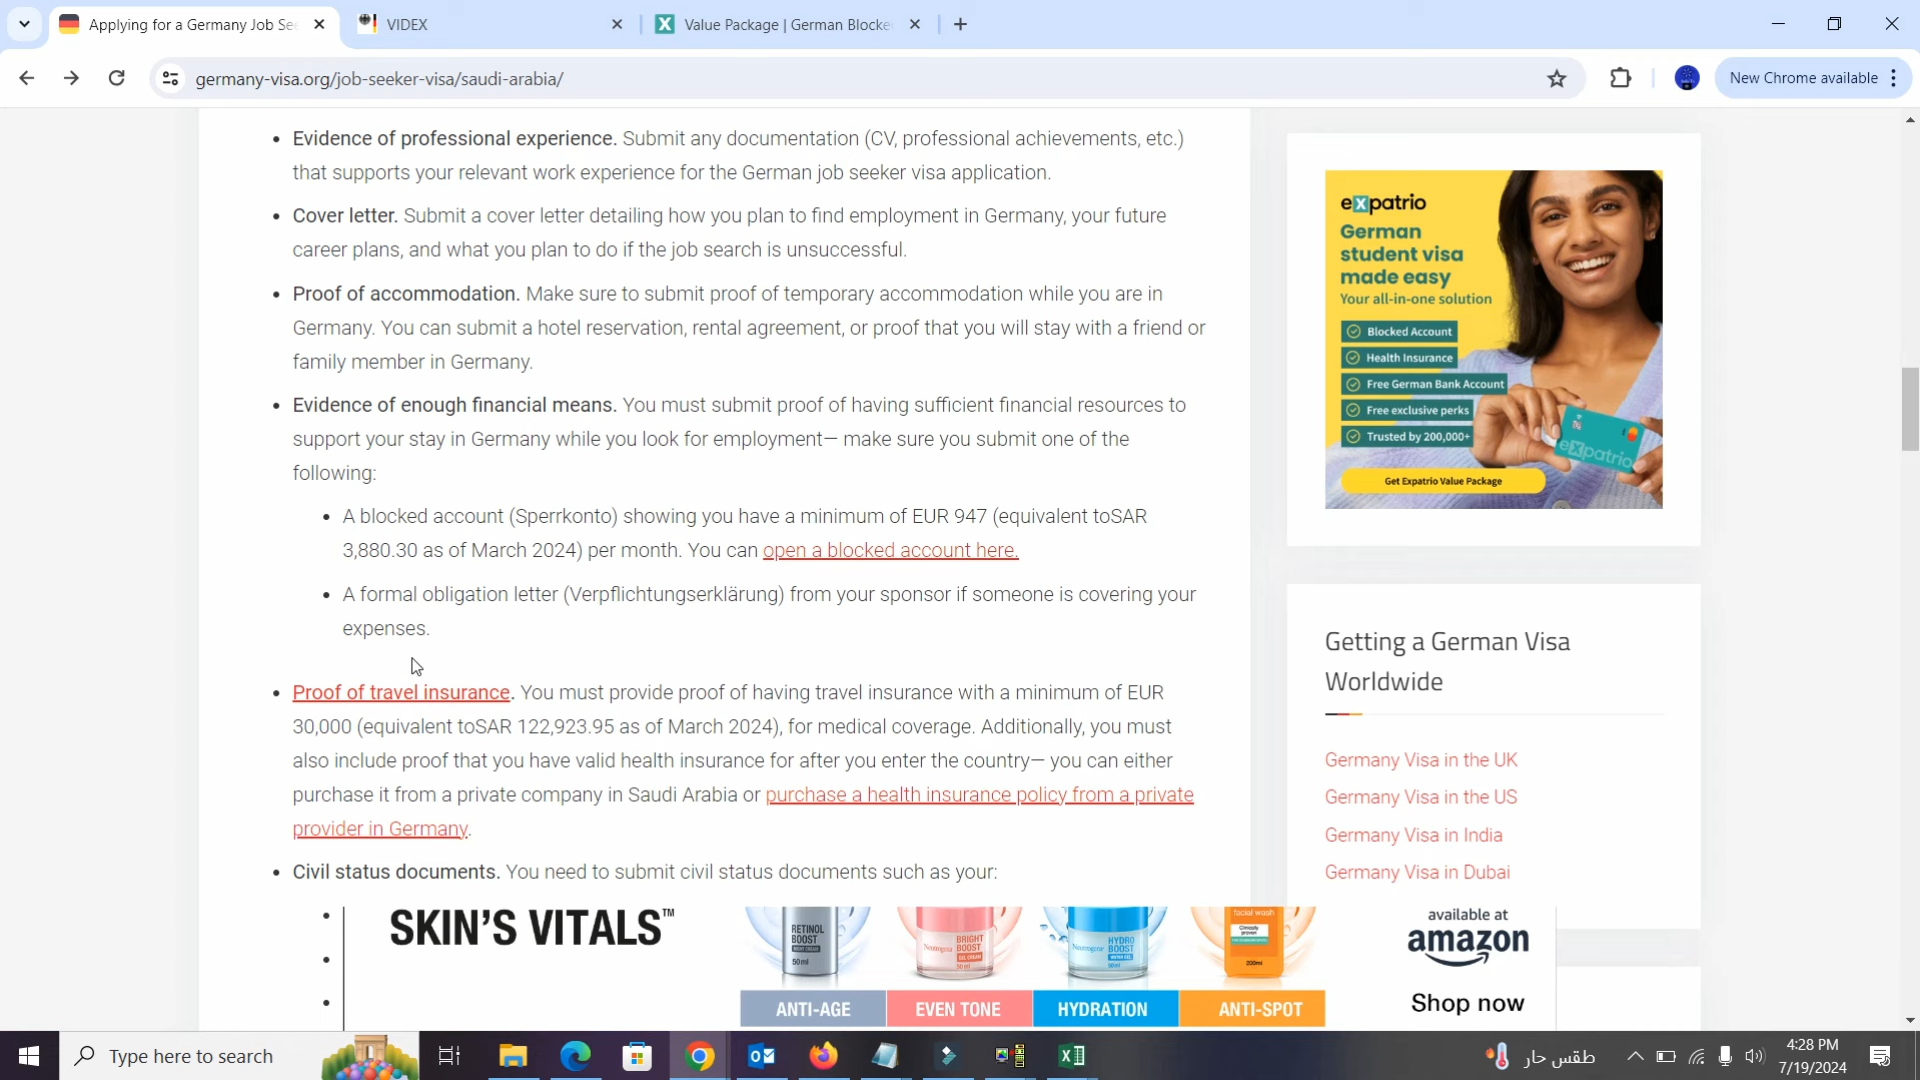 Applying for a Germany Job See
VIDEX
Value Package | German Blocke
germany-visa.org/job-seeker-visa/saudi-arabia/
New Chrome available
Evidence of professional experience. Submit any documentation (CV, professional achievements, etc.)
that supports your relevant work experience for the German job seeker visa application.
Cover letter. Submit a cover letter detailing how you plan to find employment in Germany, your future
career plans, and what you plan to do if the job search is unsuccessful.
Proof of accommodation. Make sure to submit proof of temporary accommodation while you are in
Germany. You can submit a hotel reservation, rental agreement, or proof that you will stay with a friend or
family member in Germany.
Evidence of enough financial means. You must submit proof of having sufficient financial resources to
support your stay in Germany while you look for employment— make sure you submit one of the
following:
A blocked account (Sperrkonto) showing you have a minimum of EUR 947 (equivalent toSAR
3,880.30 as of March 2024) per month. You can open a blocked account here.
A formal obligation letter (Verpflichtungserklärung) from your sponsor if someone is covering your
expenses.
Proof of travel insurance. You must provide proof of having travel insurance with a minimum of EUR
30,000 (equivalent toSAR 122,923.95 as of March 2024), for medical coverage. Additionally, you must
also include proof that you have valid health insurance for after you enter the country— you can either
purchase it from a private company in Saudi Arabia or purchase a health insurance policy from a private
provider in Germany.
Civil status documents. You need to submit civil status documents such as your:
expatrio
German
student visa
made easy
Your all-in-one solution
Blocked Account
Health Insurance
Free German Bank Account
Free exclusive perks
Trusted by 200,000+
expatrio
Get Expatrio Value Package
Getting a German Visa
Worldwide
Germany Visa in the UK
Germany Visa in the US
Germany Visa in India
Germany Visa in Dubai
SKIN'S VITALS™
RETINOL
BOOST
50ml
Neutrogena
BRIGHT
BOOST
GEL CREAM
50 ml
Neutrogena
HYDRO
BOOST
WATER GEL
50ml
facial wash
200ml
ANTI-AGE
EVEN TONE
HYDRATION
ANTI-SPOT
available at
amazon
Shop now
Type here to search
طقس حار
4:28 PM
7/19/2024